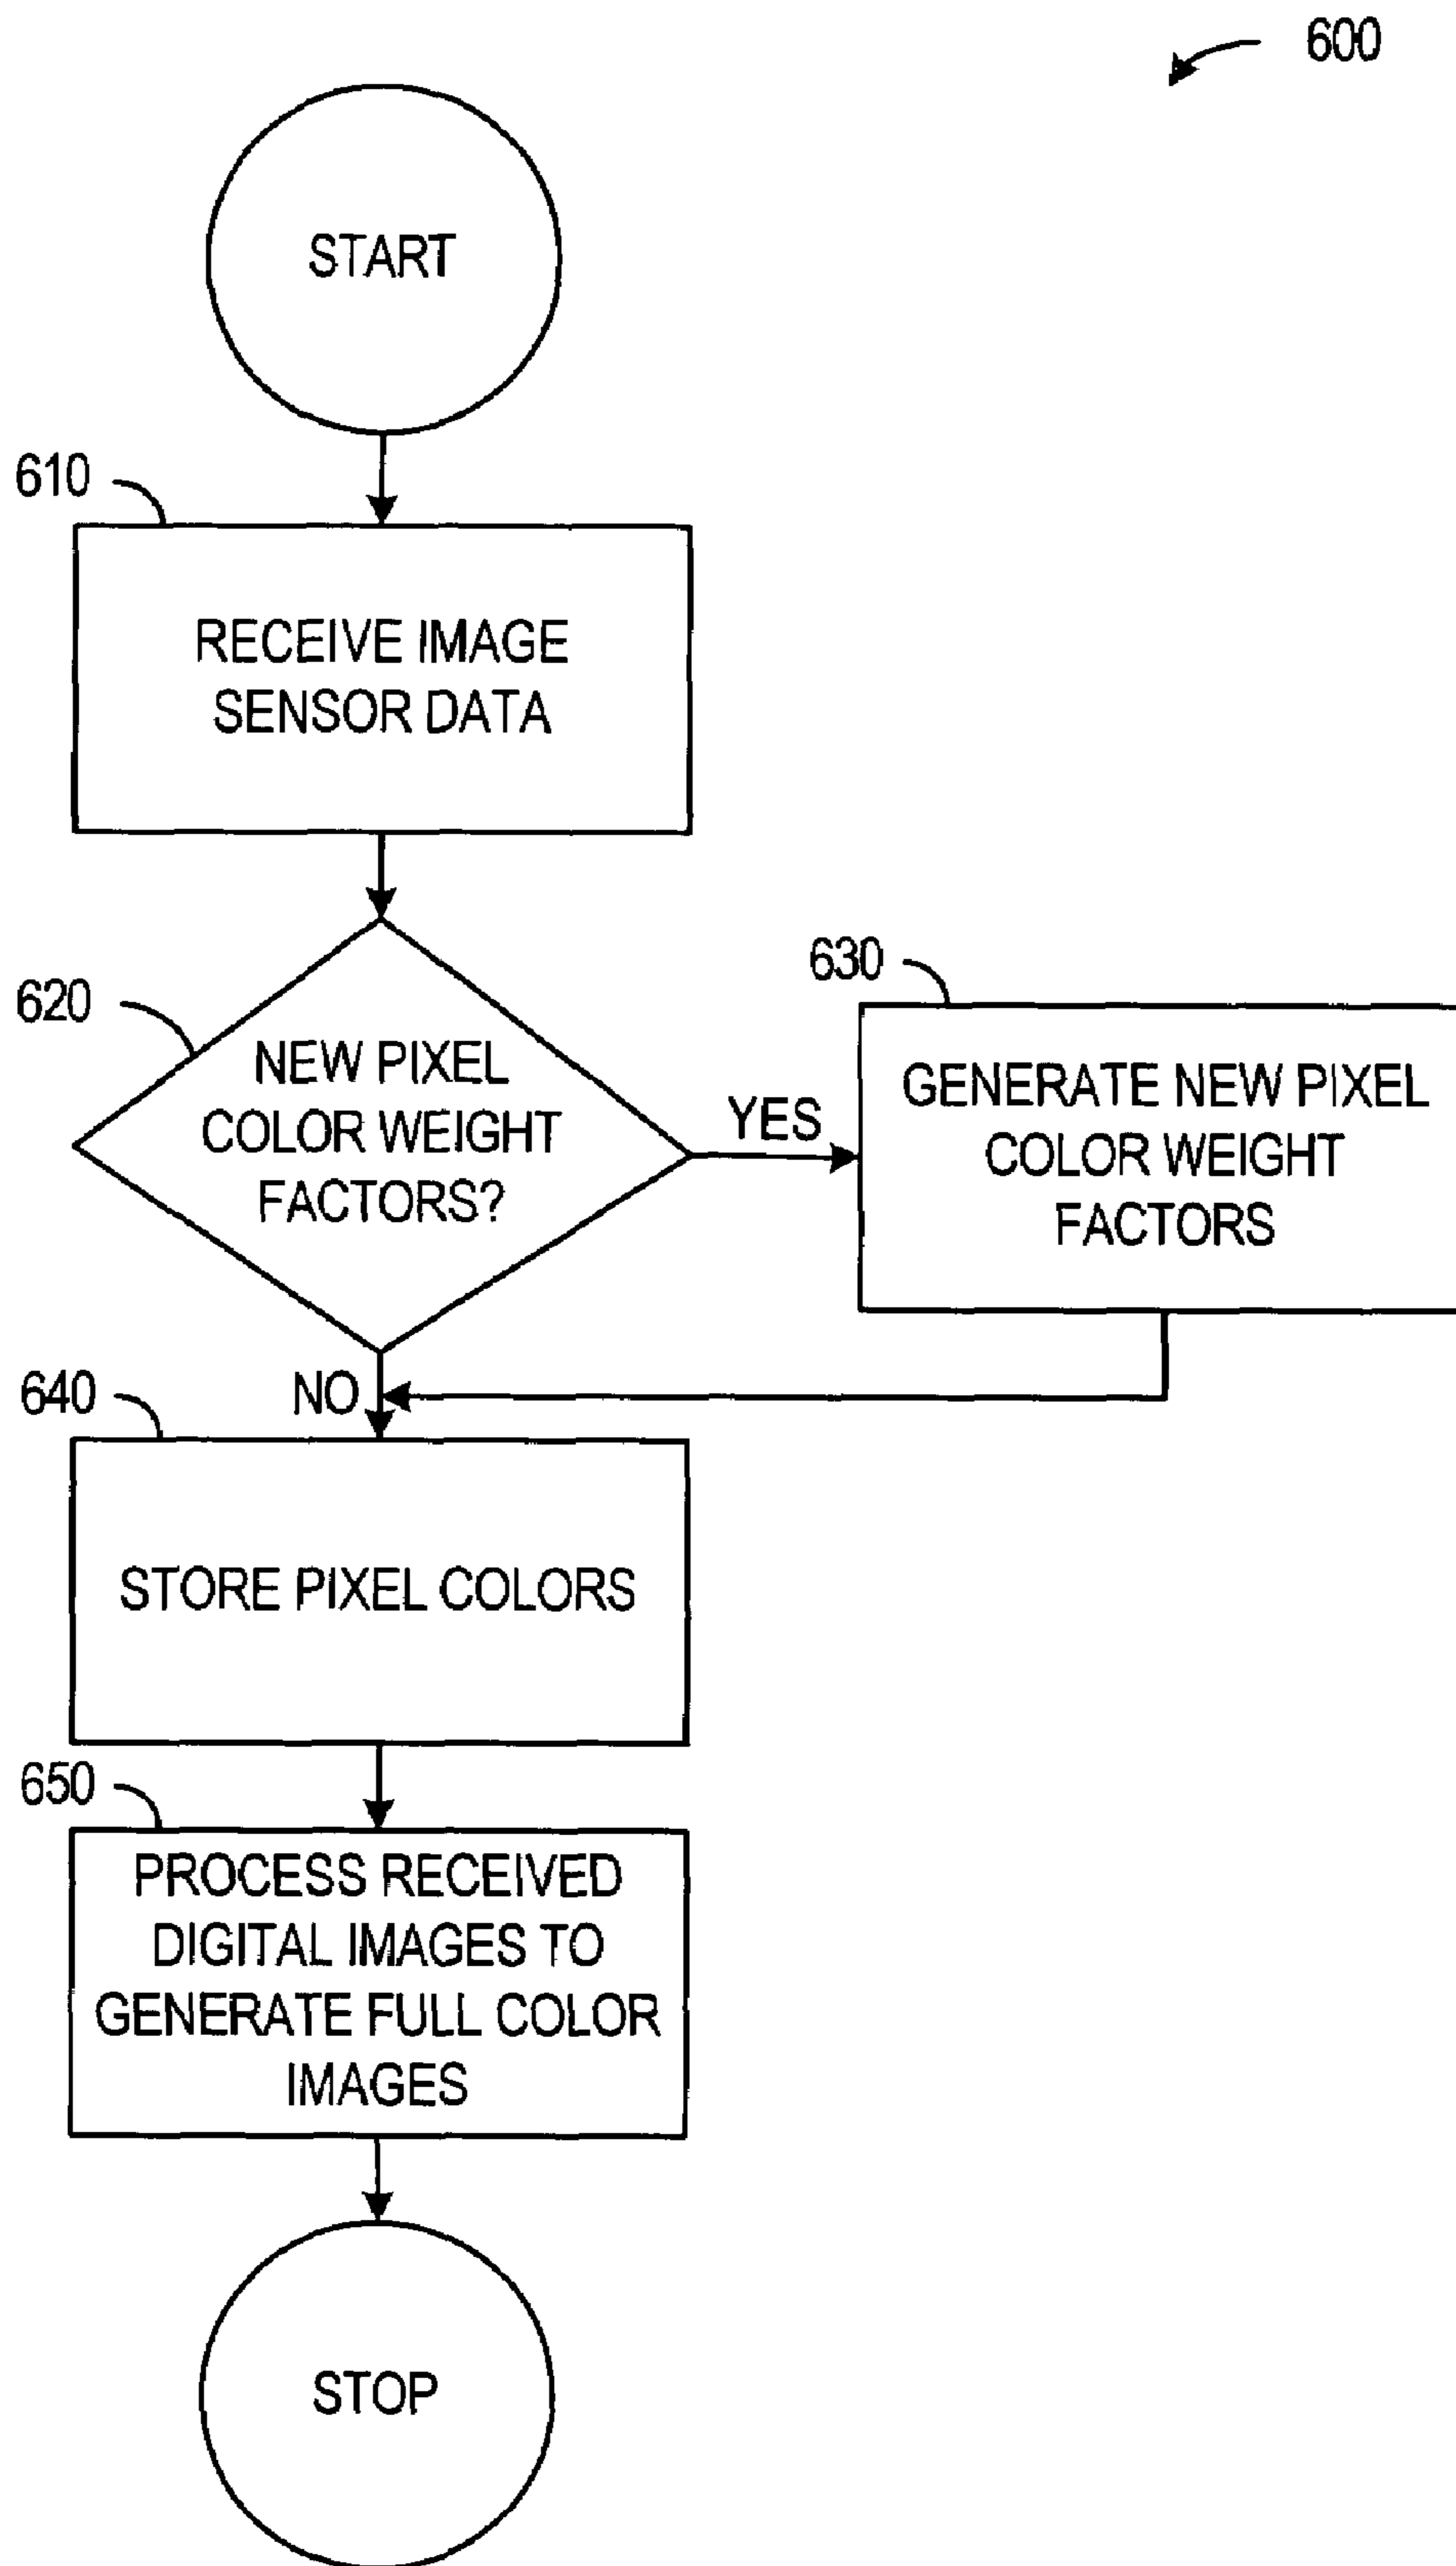 600
START
610
RECEIVE IMAGE
SENSOR DATA
620
NEW PIXEL
COLOR WEIGHT
FACTORS?
YES
630
GENERATE NEW PIXEL
COLOR WEIGHT
FACTORS
NO
640
STORE PIXEL COLORS
650
PROCESS RECEIVED
DIGITAL IMAGES TO
GENERATE FULL COLOR
IMAGES
STOP